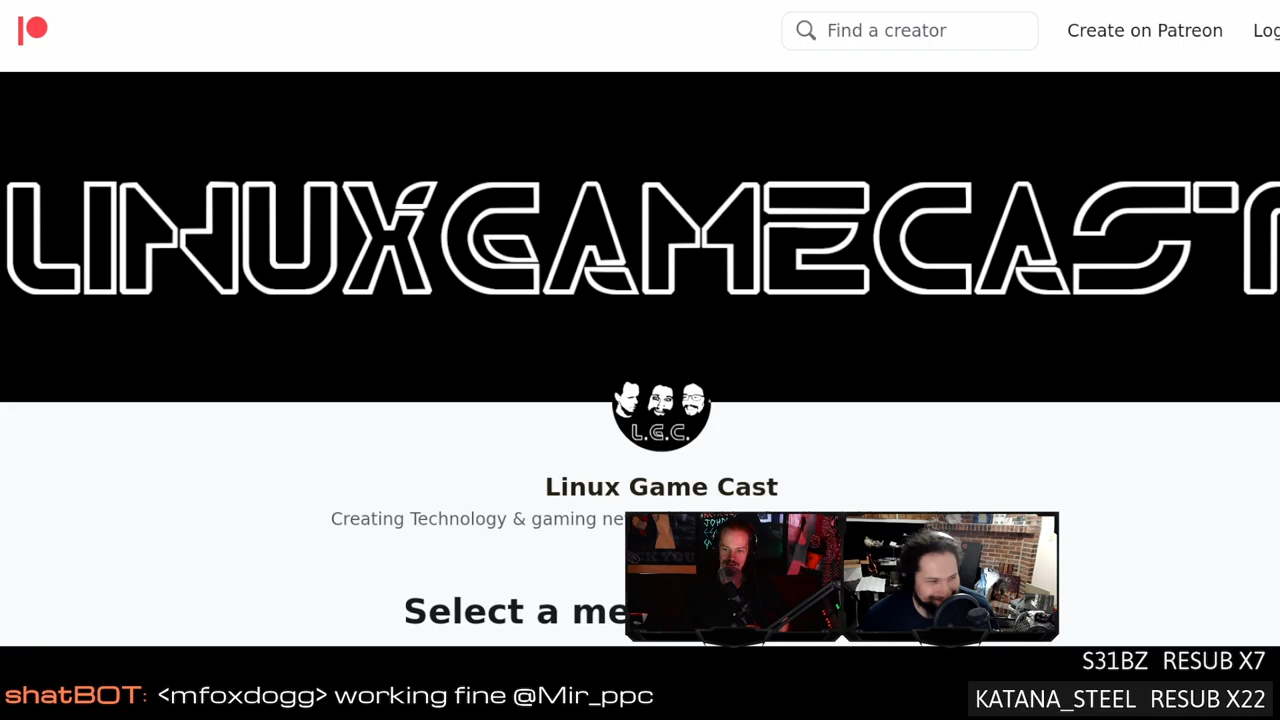 Find a creator
Create on Patreon
Log
LINUXGAMECAST
L.G.C.
Linux Game Cast
Creating Technology & gaming ne
Select a me
S31BZ RESUB X7
shatBOT: <mfoxdogg> working fine @Mir_ppc
KATANA_STEEL RESUB X22